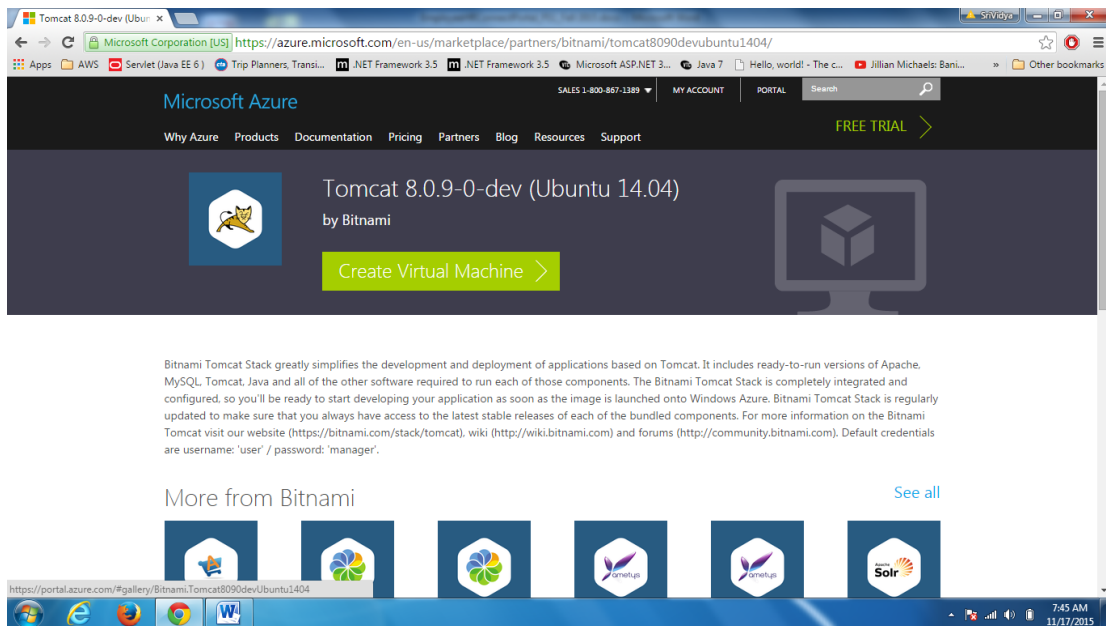 Tomcat 8.0.9-0-dev (Ubun
SriVidya
Microsoft Corporation [US] https://azure.microsoft.com/en-us/marketplace/partners/bitnami/tomcat8090devubuntu1404/
Apps AWS Servlet (Java EE 6 ) Trip Planners, Transi... .NET Framework 3.5 .NET Framework 3.5 Microsoft ASP.NET 3... Java 7 Hello, world! - The c... Jillian Michaels: Bani... » Other bookmarks
SALES 1-800-867-1389 MY ACCOUNT PORTAL Search
Microsoft Azure
FREE TRIAL
Why Azure Products Documentation Pricing Partners Blog Resources Support
Tomcat 8.0.9-0-dev (Ubuntu 14.04)
by Bitnami
Create Virtual Machine
Bitnami Tomcat Stack greatly simplifies the development and deployment of applications based on Tomcat. It includes ready-to-run versions of Apache,
MySQL, Tomcat, Java and all of the other software required to run each of those components. The Bitnami Tomcat Stack is completely integrated and
configured, so you'll be ready to start developing your application as soon as the image is launched onto Windows Azure. Bitnami Tomcat Stack is regularly
updated to make sure that you always have access to the latest stable releases of each of the bundled components. For more information on the Bitnami
Tomcat visit our website (https://bitnami.com/stack/tomcat), wiki (http://wiki.bitnami.com) and forums (http://community.bitnami.com). Default credentials
are username: 'user' / password: 'manager'.
More from Bitnami
See all
ametys
ametys
Apache
Solr
https://portal.azure.com/#gallery/Bitnami.Tomcat8090devUbuntu1404
7:45 AM
11/17/2015